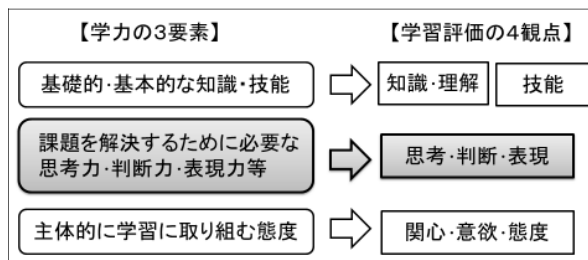 【学力の３要素】
【学習評価の４観点】
基礎的・基本的な知識・技能
知識・理解
技能
課題を解決するために必要な
思考力・判断力・表現力等
思考・判断・表現
主体的に学習に取り組む態度
関心・意欲・態度